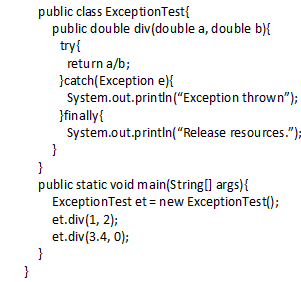 public class ExceptionTest{
public double div(double a, double b){
try{
return a/b;
}catch(Exception e){
System.out.println(“Exception thrown”);
}finally{
System.out.println(“Release resources.”);
}
}
public static void main(String[] args){
ExceptionTest et = new ExceptionTest();
et.div(1, 2);
et.div(3.4, 0);
}
}